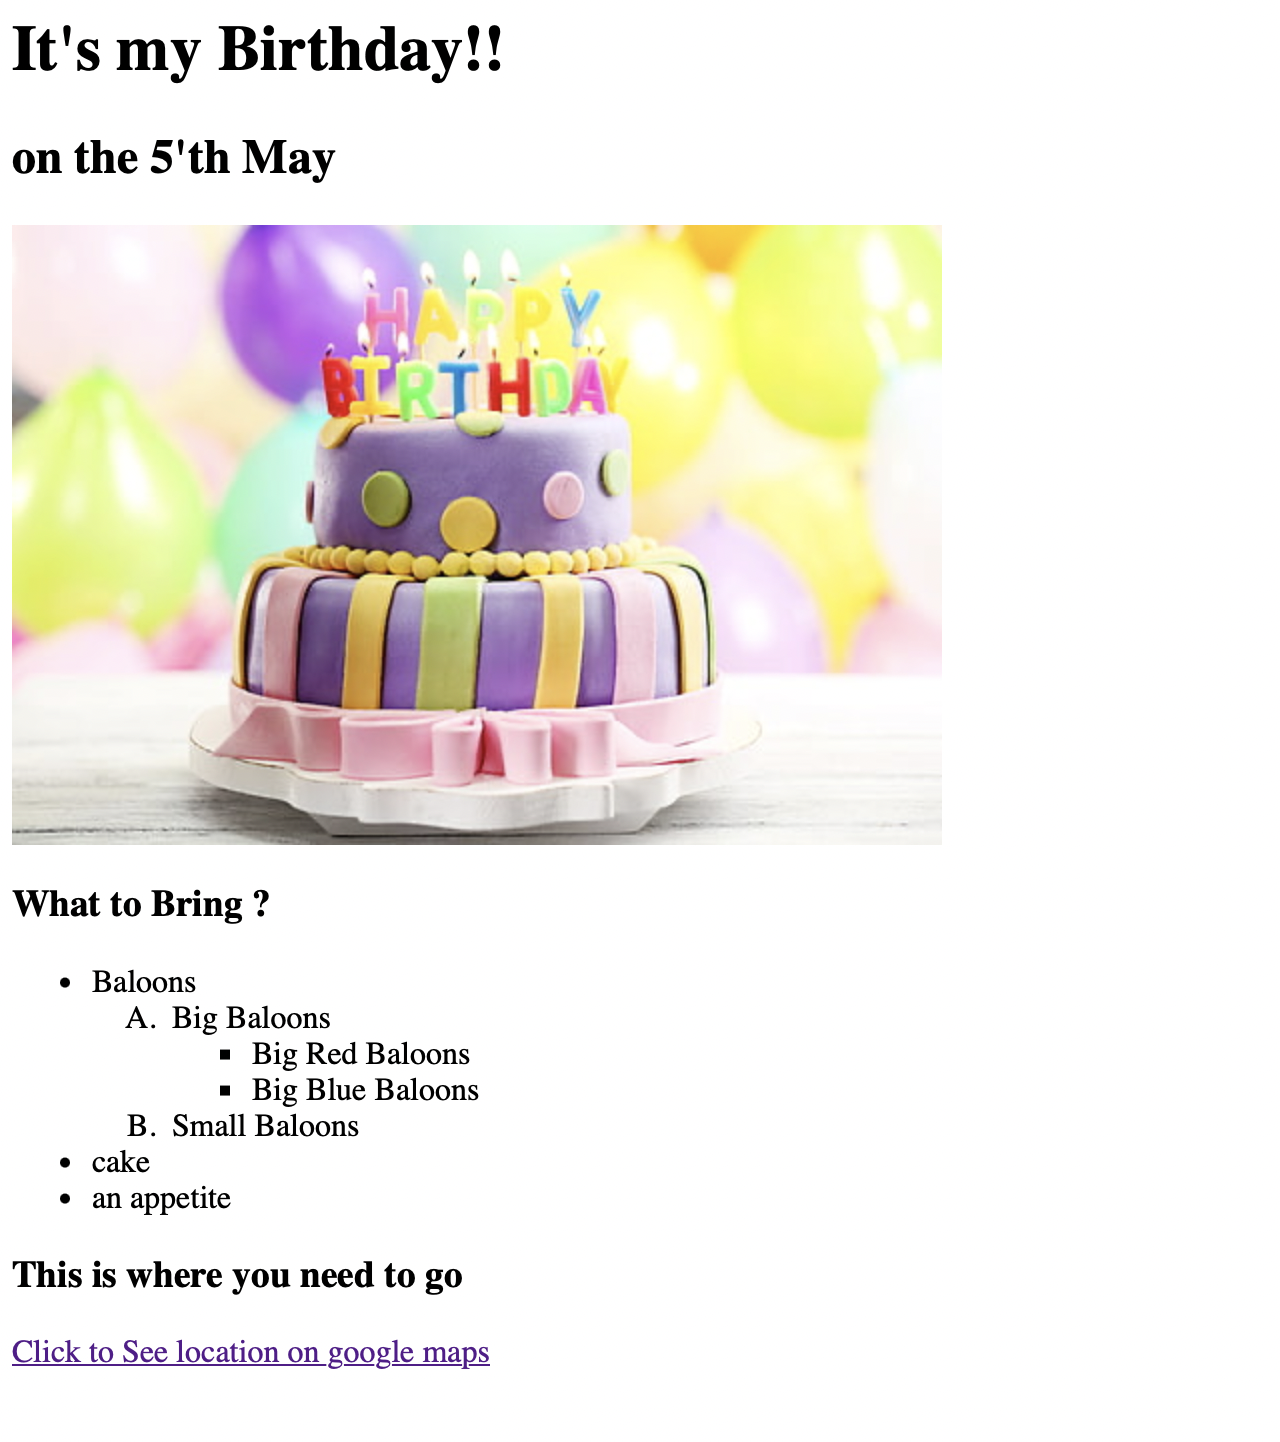 It's my Birthday!!
on the 5'th May
HAPPY
BIRTHDAY
What to Bring ?
• Baloons
A. Big Baloons
▪ Big Red Baloons
▪ Big Blue Baloons
B. Small Baloons
• cake
• an appetite
This is where you need to go
Click to See location on google maps